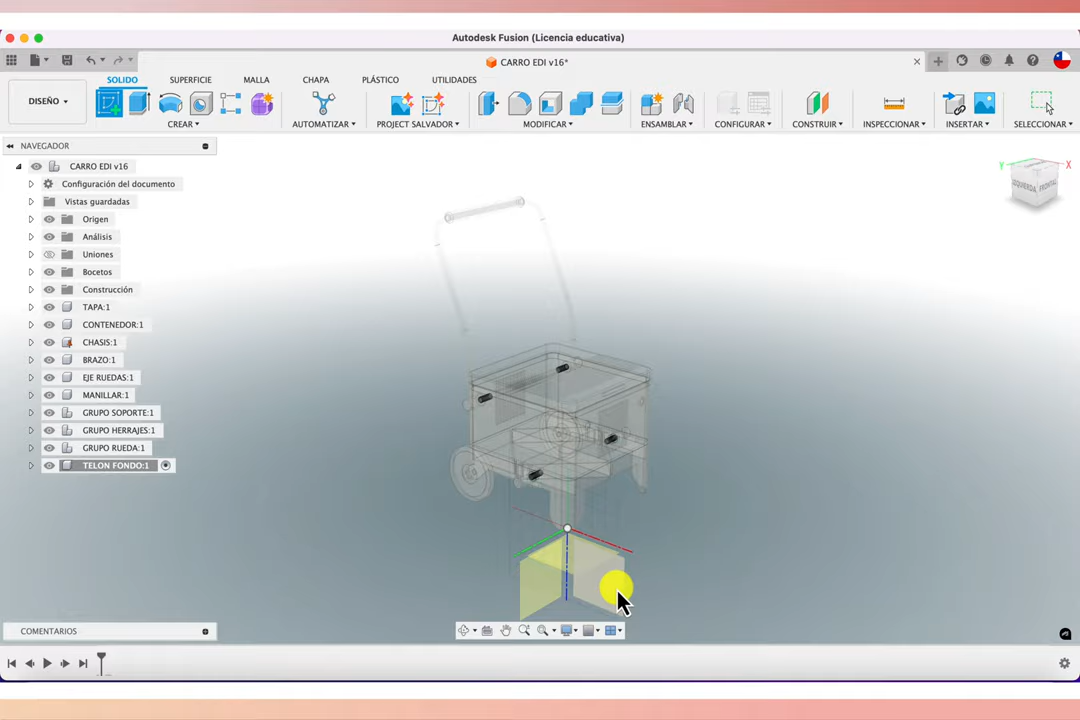 Autodesk Fusion (Licencia educativa)
CARRO EDI v16*
SOLIDO SUPERFICIE MALLA CHAPA PLÁSTICO UTILIDADES
DISEÑO
CREAR AUTOMATIZAR PROJECT SALVADOR MODIFICAR ENSAMBLAR CONFIGURAR CONSTRUIR INSPECCIONAR INSERTAR SELECCIONAR
NAVEGADOR
CARRO EDI v16
Configuración del documento
Vistas guardadas
Origen
Análisis
Uniones
Bocetos
Construcción
TAPA:1
CONTENEDOR:1
CHASIS:1
BRAZO:1
EJE RUEDAS:1
MANILLAR:1
GRUPO SOPORTE:1
GRUPO HERRAJES:1
GRUPO RUEDA:1
TELON FONDO:1
Y X
IZQUIERDA FRONTAL
COMENTARIOS